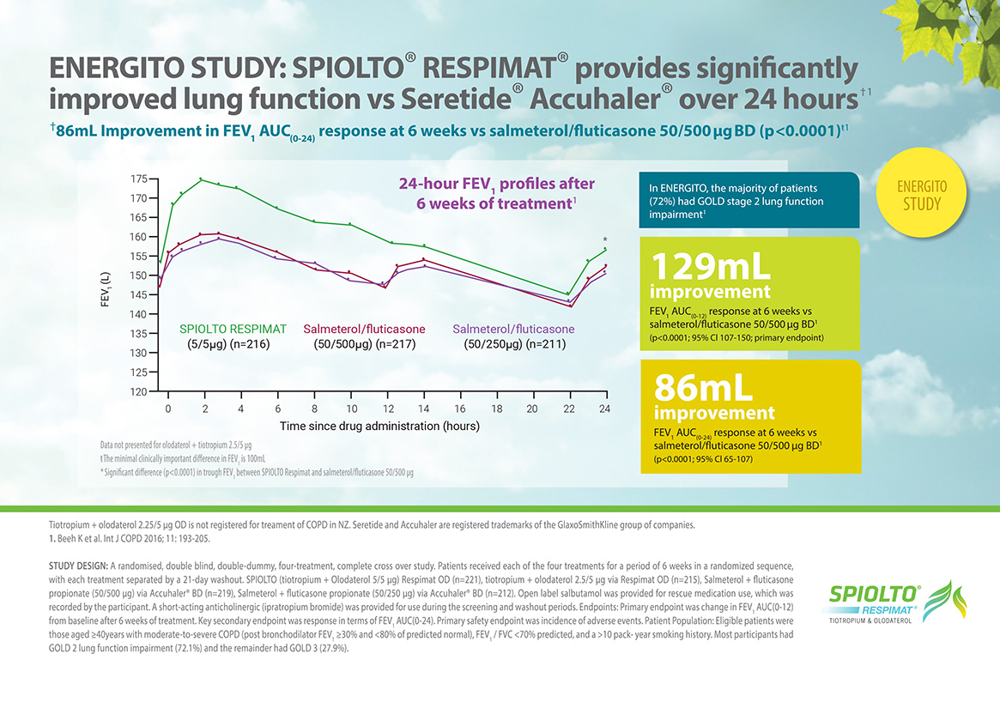 ENERGITO STUDY: SPIOLTO® RESPIMAT® provides significantly
improved lung function vs Seretide® Accuhaler® over 24 hours†1
†86mL Improvement in FEV1 AUC(0-24) response at 6 weeks vs salmeterol/fluticasone 50/500 µg BD (p<0.0001)ŧ1
24-hour FEV1 profiles after
6 weeks of treatment1
175
170
165
160
155
150
145
140
135
130
125
120
FEV1 (L)
*
SPIOLTO RESPIMAT
(5/5µg) (n=216)
Salmeterol/fluticasone
(50/500µg) (n=217)
Salmeterol/fluticasone
(50/250µg) (n=211)
0 2 4 6 8 10 12 14 16 18 20 22 24
Time since drug administration (hours)
Data not presented for olodaterol + tiotropium 2.5/5 µg
ŧThe minimal clinically important difference in FEV1 is 100mL
* Significant difference (p<0.0001) in trough FEV1 between SPIOLTO Respimat and salmeterol/fluticasone 50/500 µg
In ENERGITO, the majority of patients
(72%) had GOLD stage 2 lung function
impairment1
129mL
improvement
FEV1 AUC(0-12) response at 6 weeks vs
salmeterol/fluticasone 50/500 µg BD1
(p<0.0001; 95% CI 107-150; primary endpoint)
86mL
improvement
FEV1 AUC(0-24) response at 6 weeks vs
salmeterol/fluticasone 50/500 µg BD1
(p<0.0001; 95% CI 65-107)
ENERGITO
STUDY
Tiotropium + olodaterol 2.25/5 µg OD is not registered for treament of COPD in NZ. Seretide and Accuhaler are registered trademarks of the GlaxoSmithKline group of companies.
1. Beeh K et al. Int J COPD 2016; 11: 193-205.
STUDY DESIGN: A randomised, double blind, double-dummy, four-treatment, complete cross over study. Patients received each of the four treatments for a period of 6 weeks in a randomized sequence,
with each treatment separated by a 21-day washout. SPIOLTO (tiotropium + Olodaterol 5/5 µg) Respimat OD (n=221), tiotropium + olodaterol 2.5/5 µg via Respimat OD (n=215), Salmeterol + fluticasone
propionate (50/500 µg) via Accuhaler® BD (n=219), Salmeterol + fluticasone propionate (50/250 µg) via Accuhaler® BD (n=212). Open label salbutamol was provided for rescue medication use, which was
recorded by the participant. A short-acting anticholinergic (ipratropium bromide) was provided for use during the screening and washout periods. Endpoints: Primary endpoint was change in FEV1 AUC(0-12)
from baseline after 6 weeks of treatment. Key secondary endpoint was response in terms of FEV1 AUC(0-24). Primary safety endpoint was incidence of adverse events. Patient Population: Eligible patients were
those aged ≥40years with moderate-to-severe COPD (post bronchodilator FEV1 ≥30% and <80% of predicted normal), FEV1 / FVC <70% predicted, and a >10 pack- year smoking history. Most participants had
GOLD 2 lung function impairment (72.1%) and the remainder had GOLD 3 (27.9%).
SPIOLTO®
RESPIMAT®
TIOTROPIUM & OLODATEROL